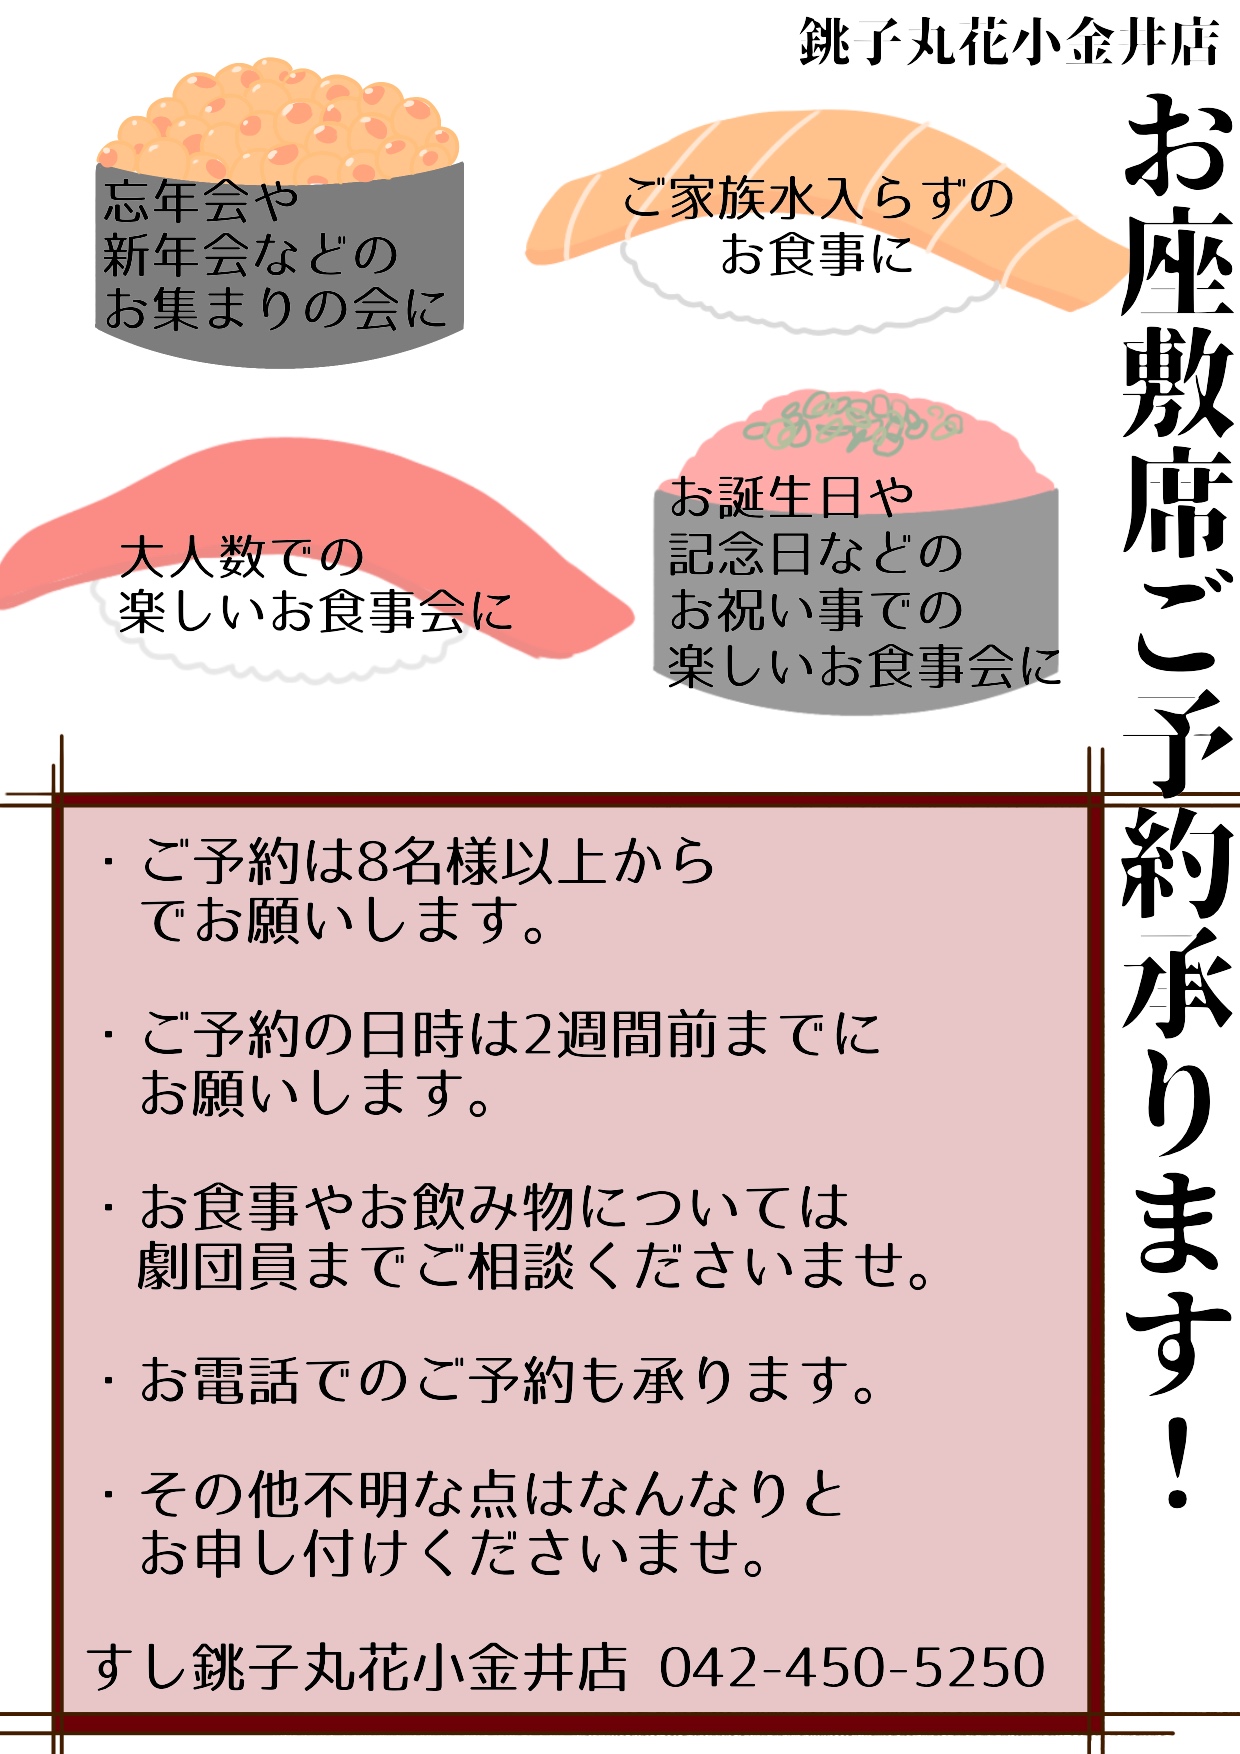 銚子丸花小金井店
お座敷席ご予約承ります！
忘年会や
新年会などの
お集まりの会に
ご家族水入らずの
お食事に
大人数での
楽しいお食事会に
お誕生日や
記念日などの
お祝い事での
楽しいお食事会に
・ご予約は8名様以上から
でお願いします。
・ご予約の日時は2週間前までに
お願いします。
・お食事やお飲み物については
劇団員までご相談くださいませ。
・お電話でのご予約も承ります。
・その他不明な点はなんなりと
お申し付けくださいませ。
すし銚子丸花小金井店 042-450-5250